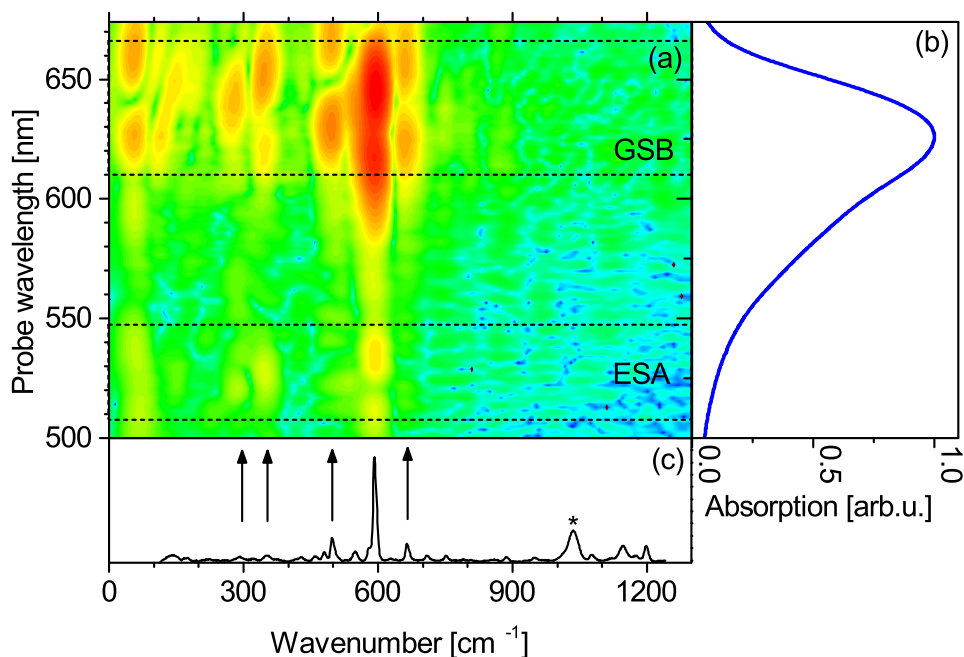 (a)
(b)
650
Probe wavelength [nm]
GSB
600
550
ESA
500
(c)
0.0
0.5
1.0
Absorption [arb.u.]
*
0
300
600
900
1200
Wavenumber [cm -1]